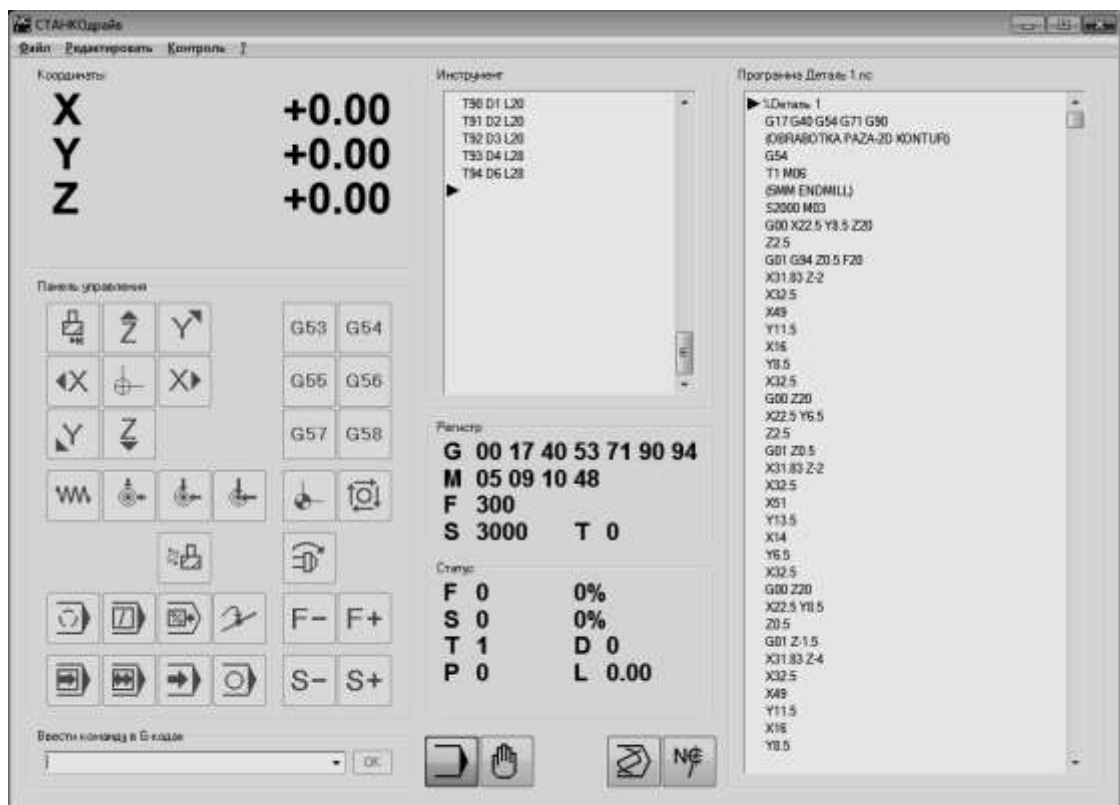 СТАНКОдрайв
Файл Редактировать Контроль ?
Координаты
X +0.00
Y +0.00
Z +0.00
Панель управления
Z Y
G53 G54
X X
G55 G56
Y Z
G57 G58
F- F+
S- S+
Ввести команду в G-кодах
OK
Инструмент
T90 D1 L20
T91 D2 L20
T92 D3 L20
T93 D4 L28
T94 D6 L28
Регистр
G 00 17 40 53 71 90 94
M 05 09 10 48
F 300
S 3000 T 0
Статус
F 0 0%
S 0 0%
T 1 D 0
P 0 L 0.00
Программа Деталь 1.nc
%Деталь 1
G17 G40 G54 G71 G90
(OBRABOTKA PAZA-2D KONTUR)
G54
T1 M06
(5MM ENDMILL)
S2000 M03
G00 X22.5 Y8.5 Z20
Z2.5
G01 G94 Z0.5 F20
X31.83 Z-2
X32.5
X49
Y11.5
X16
Y8.5
X32.5
G00 Z20
X22.5 Y6.5
Z2.5
G01 Z0.5
X31.83 Z-2
X32.5
X51
Y13.5
X14
Y6.5
X32.5
G00 Z20
X22.5 Y8.5
Z0.5
G01 Z-1.5
X31.83 Z-4
X32.5
X49
Y11.5
X16
Y8.5